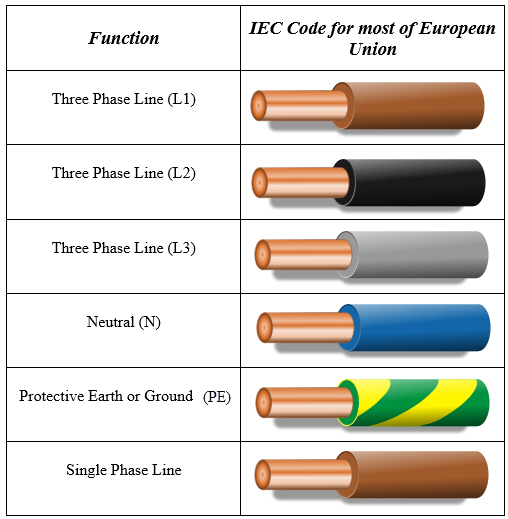 IEC Code for most of European
Union
Function
Three Phase Line (L1)
Three Phase Line (L2)
Three Phase Line (L3)
Neutral (N)
Protective Earth or Ground (PE)
Single Phase Line